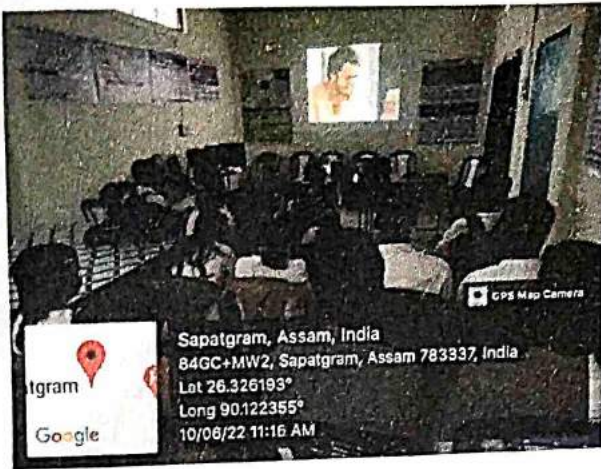 GPS Map Camera
Sapatgram, Assam, India
84GC+MW2, Sapatgram, Assam 783337, India
Lat 26.326193°
Long 90.122355°
10/06/22 11:16 AM
tgram
Google